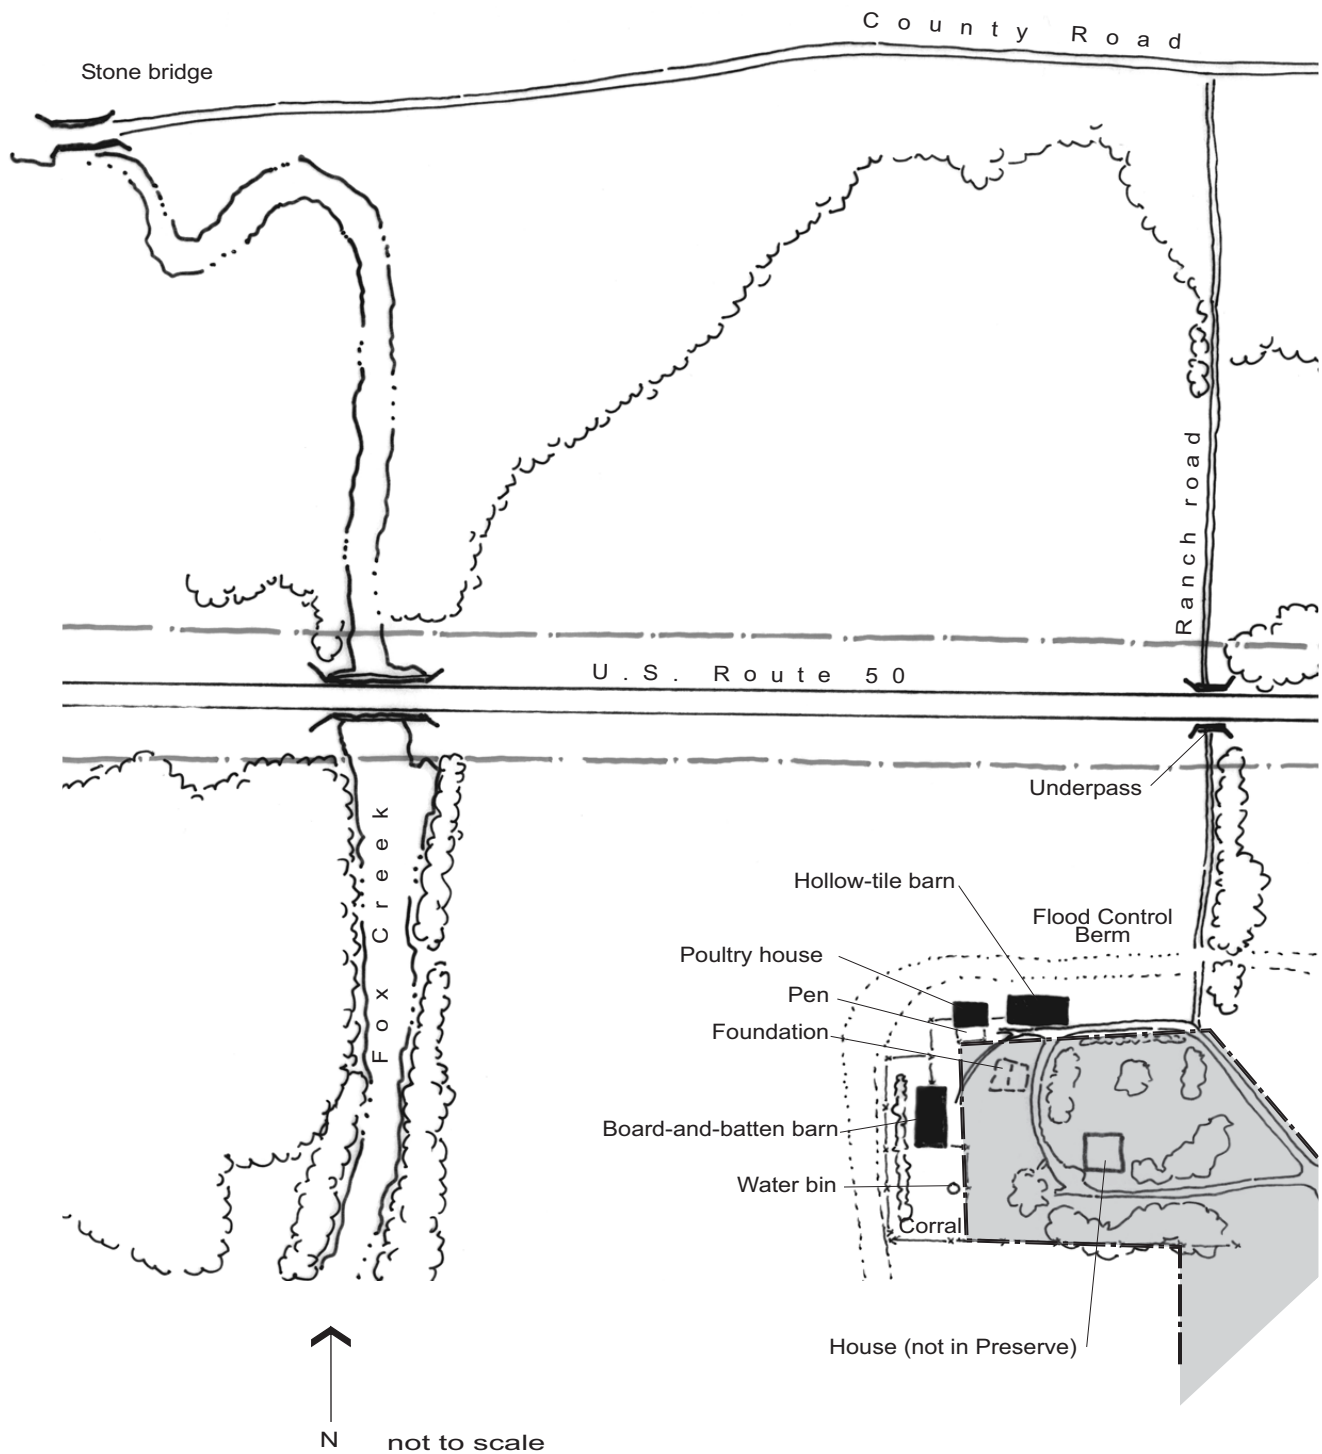 County Road
Stone bridge
Ranch road
U.S. Route 50
Underpass
Fox Creek
Hollow-tile barn
Flood Control
Berm
Poultry house
Pen
Foundation
Board-and-batten barn
Water bin
Corral
House (not in Preserve)
N
not to scale